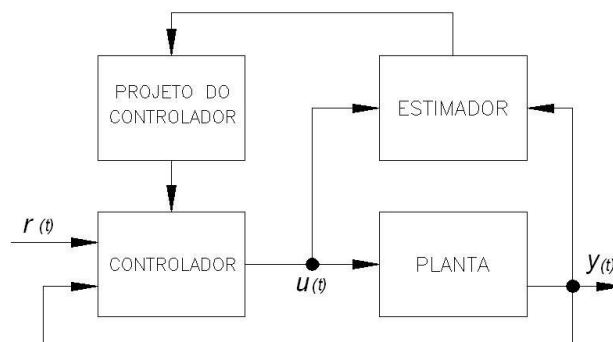 PROJETO DO
CONTROLADOR
ESTIMADOR
r (t)
CONTROLADOR
u(t)
PLANTA
y(t)